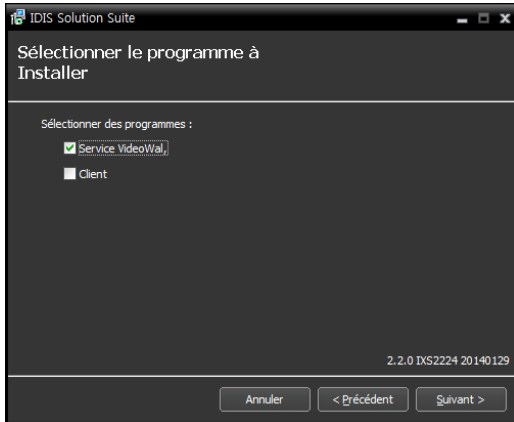 IDIS Solution Suite
Sélectionner le programme à
Installer
Sélectionner des programmes :
Service VideoWal,
Client
2.2.0 IXS2224 20140129
Annuler
< Précédent
Suivant >